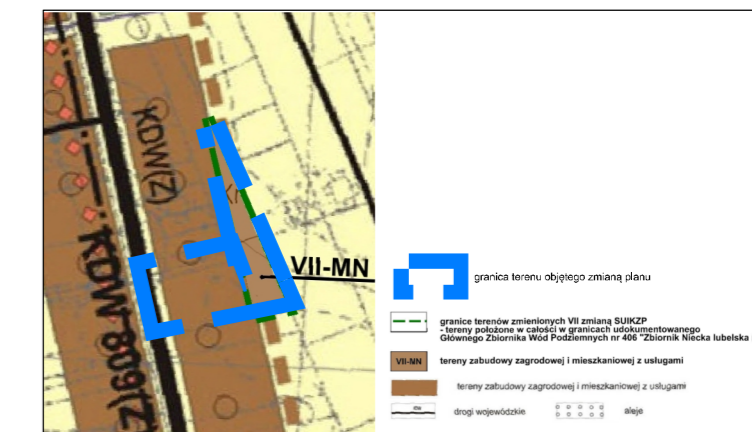 KDW(Z)
KDW 809(Z)
VII-MN
granica terenu objętego zmianą planu
granice terenów zmienionych VII zmianą SUIKZP
- tereny położone w całości w granicach udokumentowanego
Głównego Zbiornika Wód Podziemnych nr 406 "Zbiornik Niecka lubelska
VII-NN tereny zabudowy zagrodowej i mieszkaniowej z usługami
tereny zabudowy zagrodowej i mieszkaniowej z usługami
drogi wojewódzkie aleje